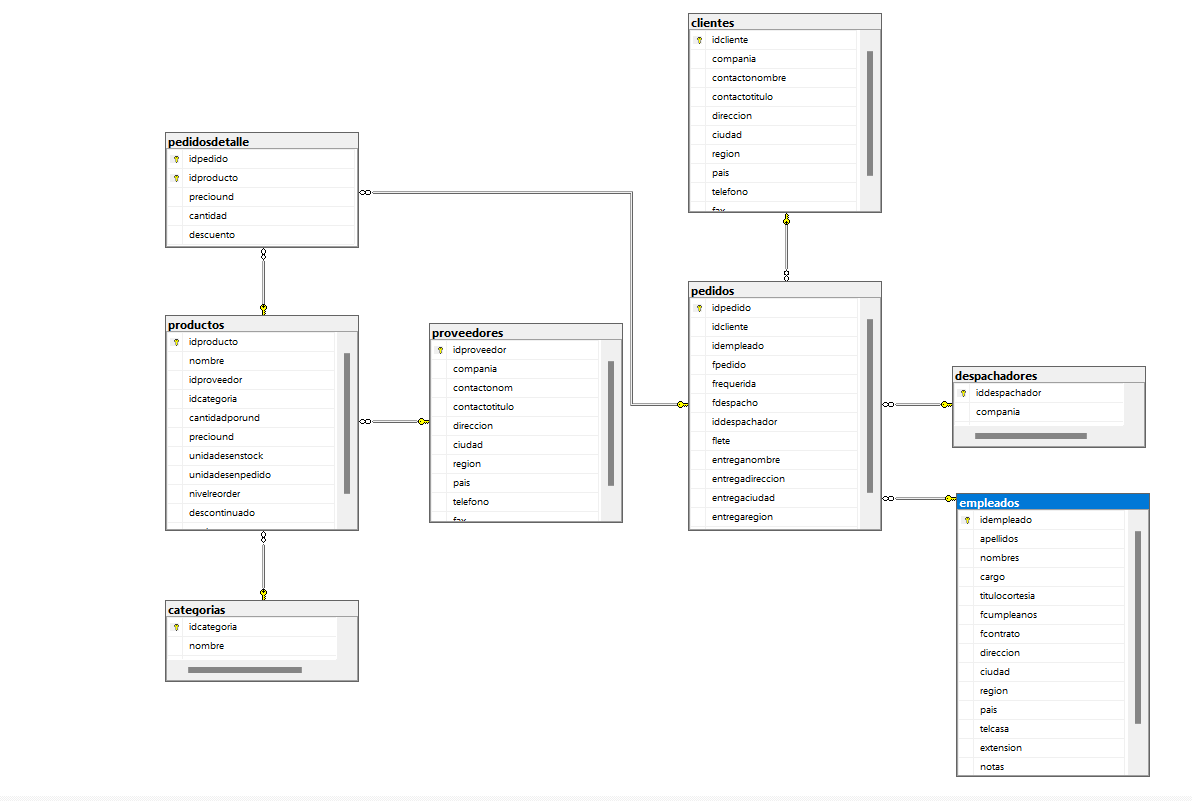 clientes
idcliente
compania
contactonombre
contactotitulo
direccion
ciudad
region
pais
telefono
fax
pedidosdetalle
idpedido
idproducto
preciound
cantidad
descuento
pedidos
idpedido
idcliente
idempleado
fpedido
frequerida
fdespacho
iddespachador
flete
entreganombre
entregadireccion
entregaciudad
entregaregion
productos
idproducto
nombre
idproveedor
idcategoria
cantidadporund
preciound
unidadesenstock
unidadesenpedido
nivelreorder
descontinuado
proveedores
idproveedor
compania
contactonom
contactotitulo
direccion
ciudad
region
pais
telefono
fax
despachadores
iddespachador
compania
empleados
idempleado
apellidos
nombres
cargo
titulocortesia
fcumpleanos
fcontrato
direccion
ciudad
region
pais
telcasa
extension
notas
categorias
idcategoria
nombre